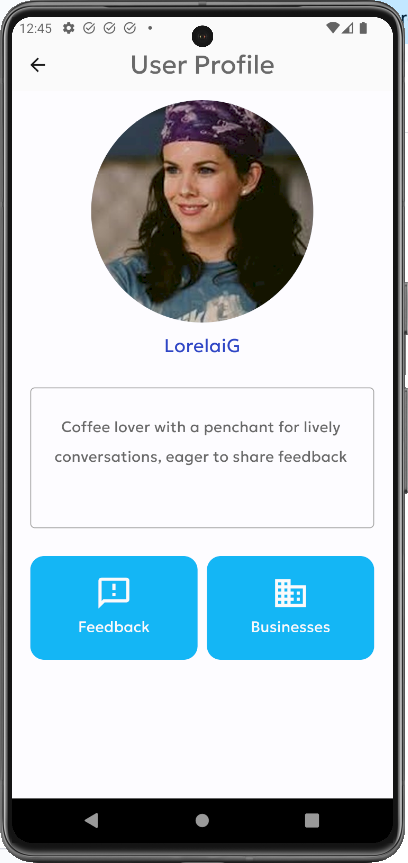 12:45
User Profile
LorelaiG
Coffee lover with a penchant for lively
conversations, eager to share feedback
Feedback
Businesses